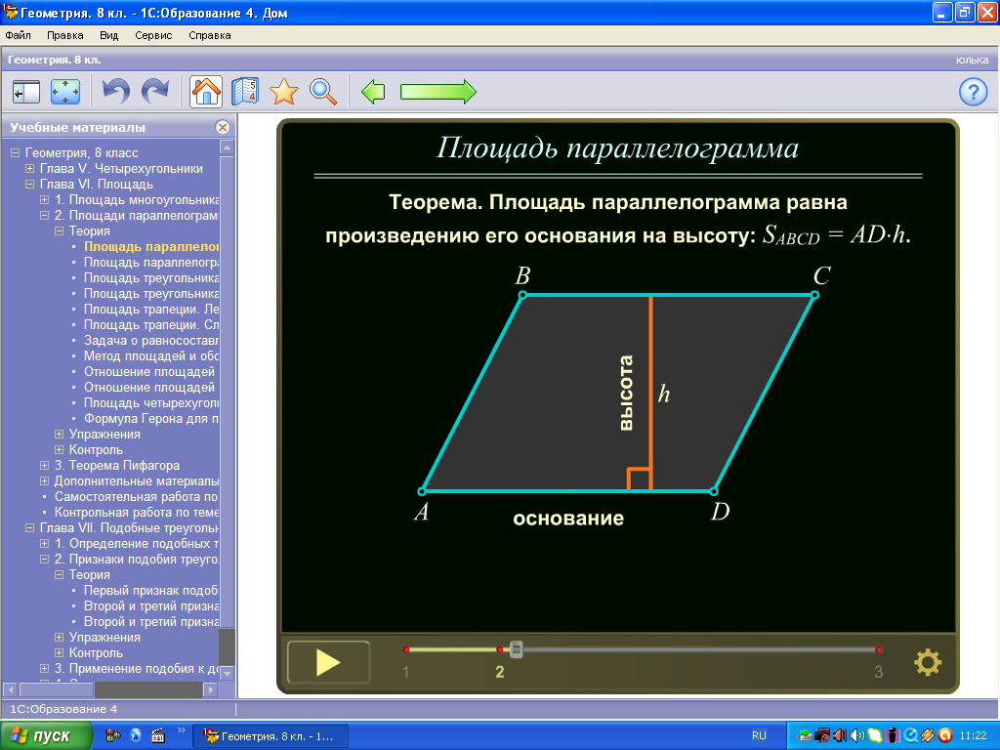 Геометрия. 8 кл. - 1С:Образование 4. Дом
Файл Правка Вид Сервис Справка
Геометрия. 8 кл. юлька
5
4
?
Учебные материалы
Геометрия, 8 класс
Глава V. Четырехугольники
Глава VI. Площадь
1. Площадь многоугольника
2. Площади параллелограм
Теория
Площадь параллелог
Площадь параллелогра
Площадь треугольника
Площадь треугольника
Площадь трапеции. Ле
Площадь трапеции. Сл
Задача о равносоставл
Метод площадей и обо
Отношение площадей
Отношение площадей
Площадь четырехугол
Формула Герона для п
Упражнения
Контроль
3. Теорема Пифагора
Дополнительные материалы
Самостоятельная работа по
Контрольная работа по теме
Глава VII. Подобные треуголь
1. Определение подобных т
2. Признаки подобия треуго
Теория
Первый признак подоб
Второй и третий призна
Второй и третий призна
Упражнения
Контроль
3. Применение подобия к до
Площадь параллелограмма
Теорема. Площадь параллелограмма равна
произведению его основания на высоту: SABCD = AD·h.
B C
высота
h
A D
основание
1 2 3
1С:Образование 4
пуск
Геометрия. 8 кл. - 1...
RU
11:22